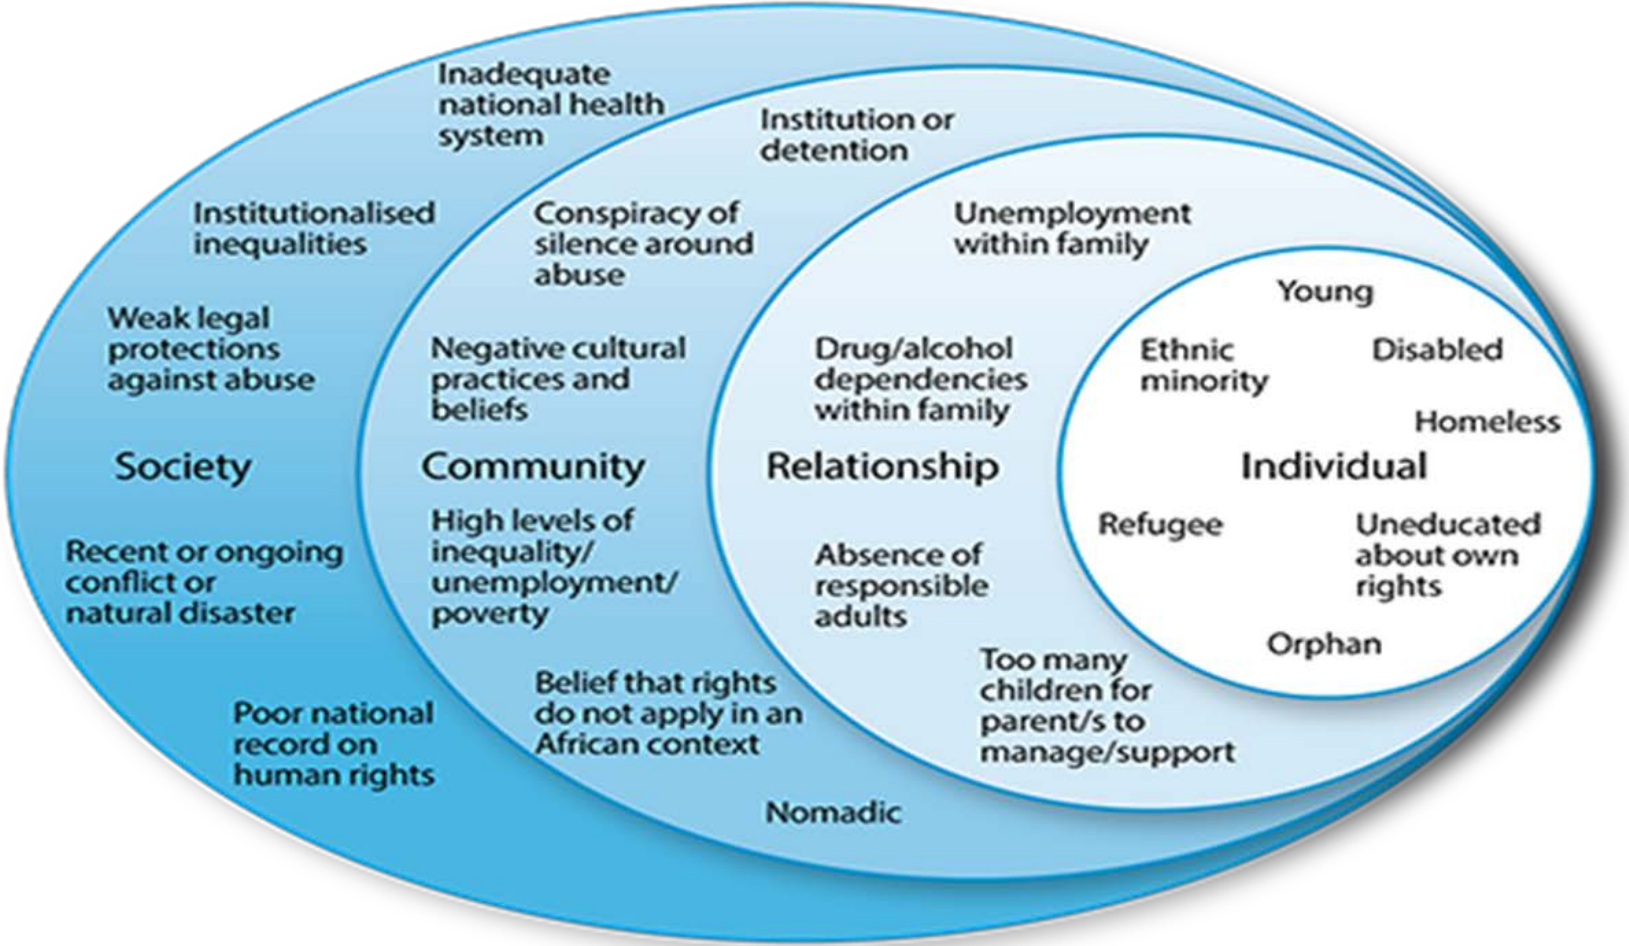 Inadequate
national health
system
Institutionalised
inequalities
Weak legal
protections
against abuse
Society
Recent or ongoing
conflict or
natural disaster
Poor national
record on
human rights
Institution or
detention
Conspiracy of
silence around
abuse
Negative cultural
practices and
beliefs
Community
High levels of
inequality/
unemployment/
poverty
Belief that rights
do not apply in an
African context
Nomadic
Unemployment
within family
Drug/alcohol
dependencies
within family
Relationship
Absence of
responsible
adults
Too many
children for
parent/s to
manage/support
Young
Ethnic
minority
Disabled
Homeless
Individual
Refugee
Uneducated
about own
rights
Orphan